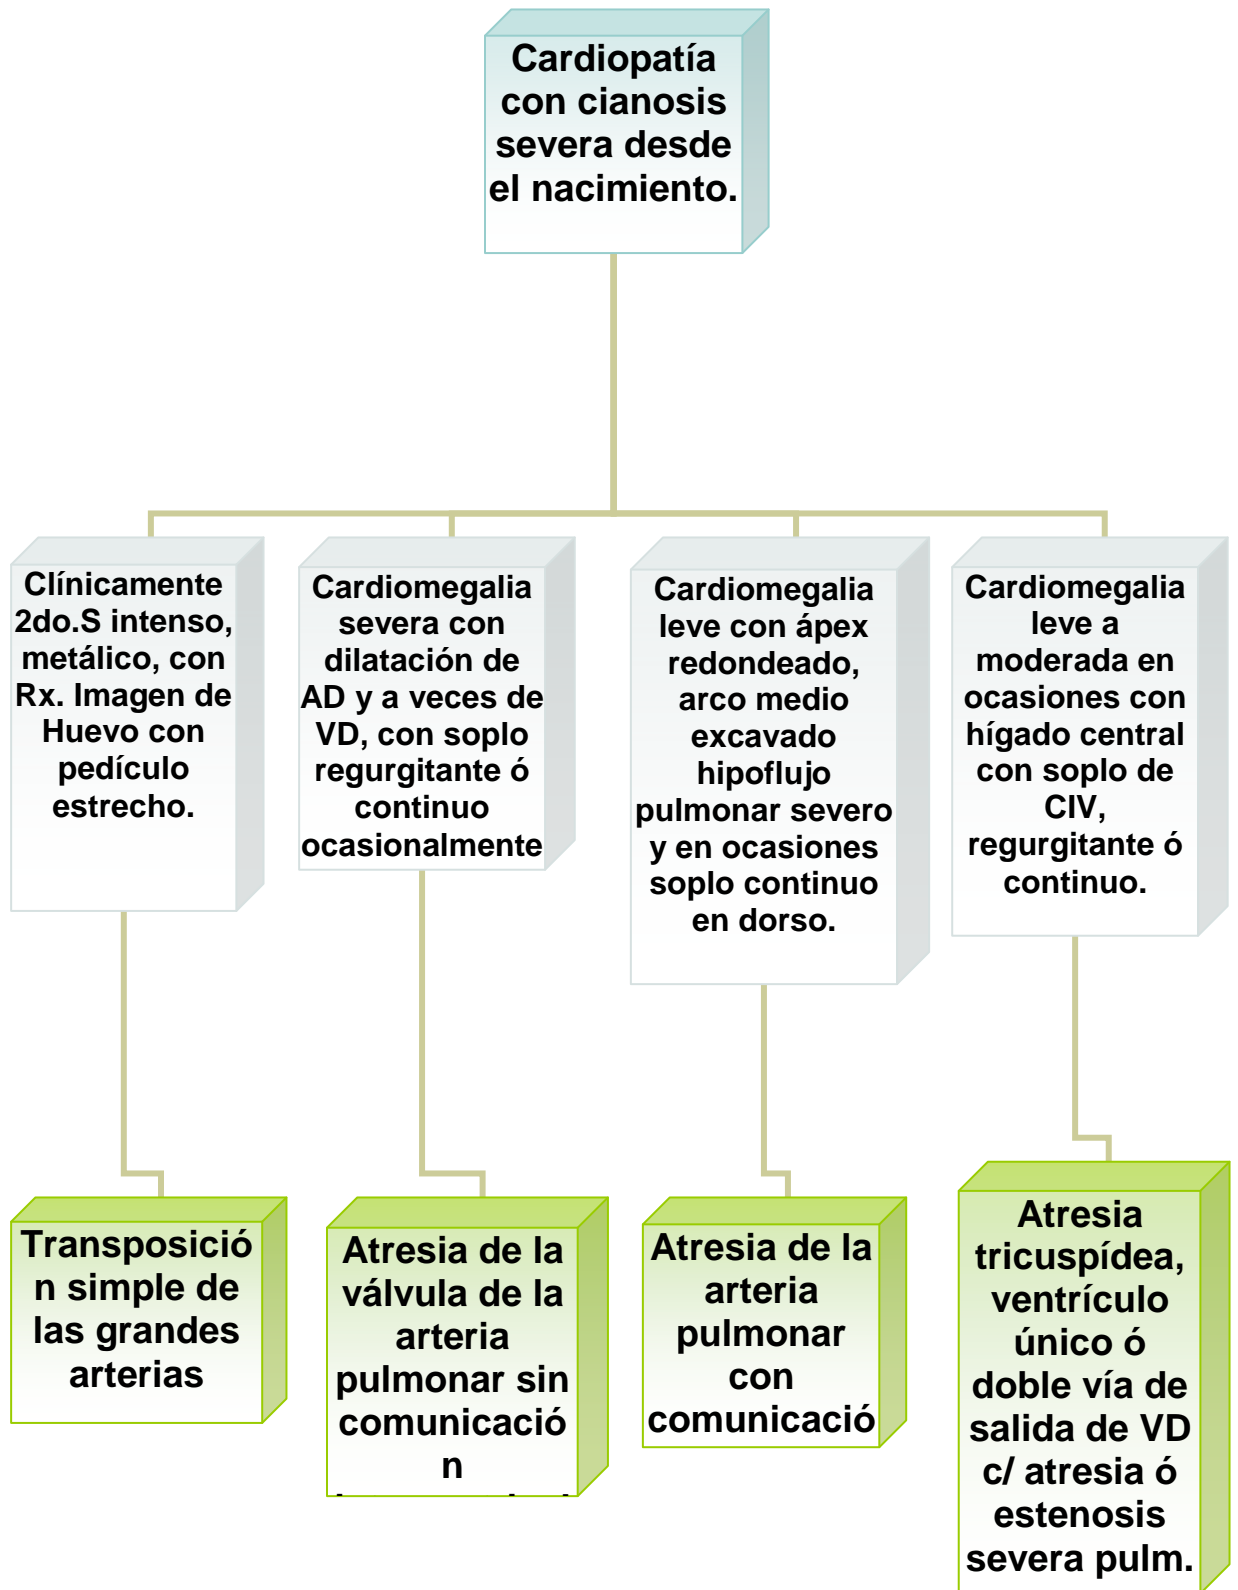 Cardiopatía
con cianosis
severa desde
el nacimiento.
Clínicamente
2do.S intenso,
metálico, con
Rx. Imagen de
Huevo con
pedículo
estrecho.
Cardiomegalia
severa con
dilatación de
AD y a veces de
VD, con soplo
regurgitante ó
continuo
ocasionalmente
Cardiomegalia
leve con ápex
redondeado,
arco medio
excavado
hipoflujo
pulmonar severo
y en ocasiones
soplo continuo
en dorso.
Cardiomegalia
leve a
moderada en
ocasiones con
hígado central
con soplo de
CIV,
regurgitante ó
continuo.
Transposició
n simple de
las grandes
arterias
Atresia de la
válvula de la
arteria
pulmonar sin
comunicació
n
Atresia de la
arteria
pulmonar
con
comunicació
Atresia
tricuspídea,
ventrículo
único ó
doble vía de
salida de VD
c/ atresia ó
estenosis
severa pulm.